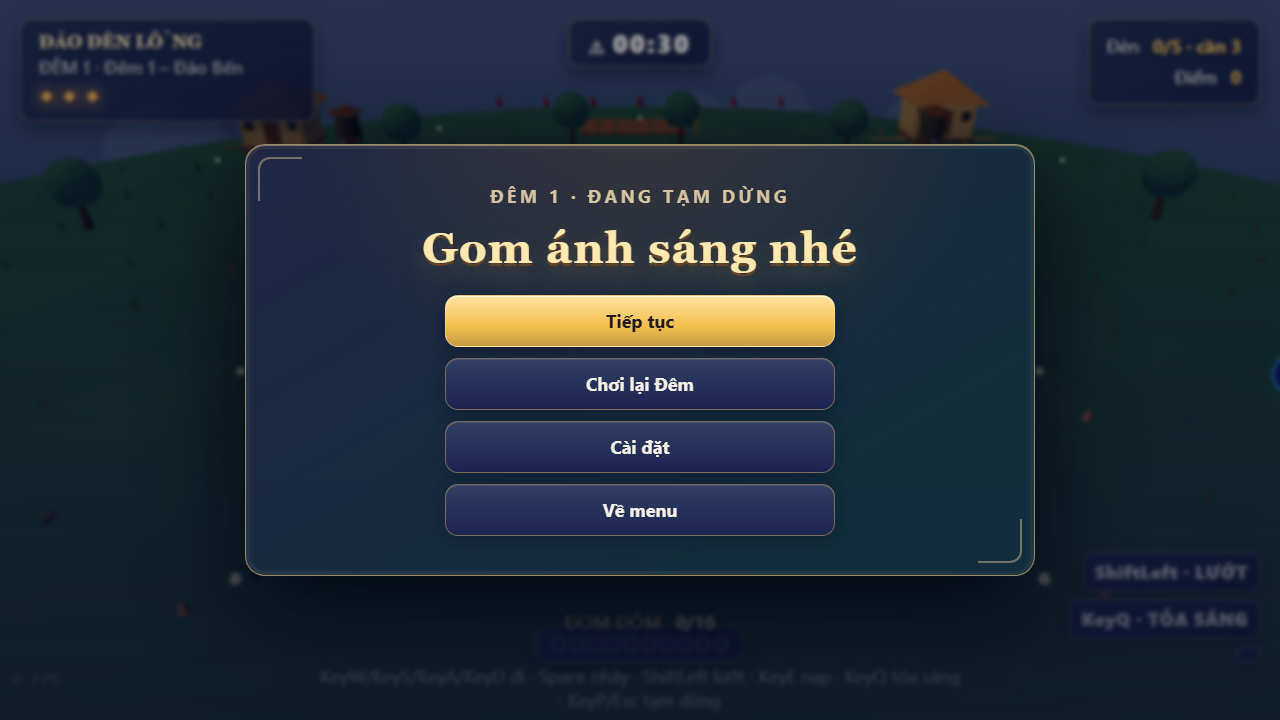 ĐẢO ĐÈN LỒNG
ĐÊM 1 · Đêm 1 – Đảo Bến
00:30
Đèn 0/5 · cần 3
Điểm 0
ĐÊM 1 · ĐANG TẠM DỪNG
Gom ánh sáng nhé
Tiếp tục
Chơi lại Đêm
Cài đặt
Về menu
ShiftLeft · LƯỚT
KeyQ · TỎA SÁNG
ĐOM ĐÓM 0/10
KeyW/KeyS/KeyA/KeyD đi · Space nhảy · ShiftLeft lướt · KeyE nạp · KeyQ tỏa sáng
· KeyP/Esc tạm dừng